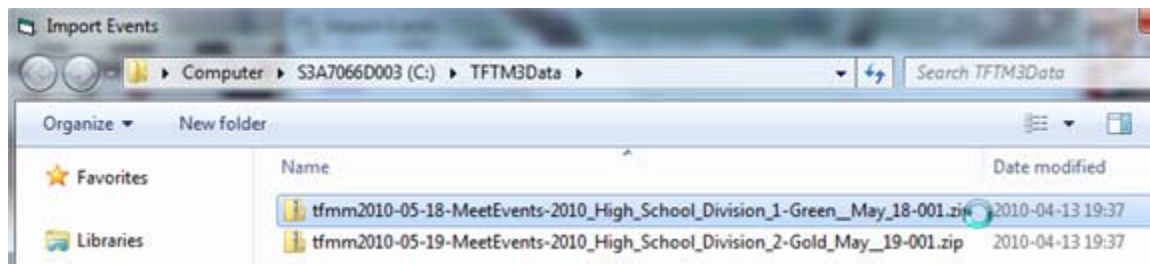 Import Events
Computer S3A7066D003 (C:) TFTM3Data Search TFTM3Data
Organize New folder
Name Date modified
Favorites
tfmm2010-05-18-MeetEvents-2010_High_School_Division_1-Green__May_18-001.zip 2010-04-13 19:37
Libraries tfmm2010-05-19-MeetEvents-2010_High_School_Division_2-Gold_May__19-001.zip 2010-04-13 19:37